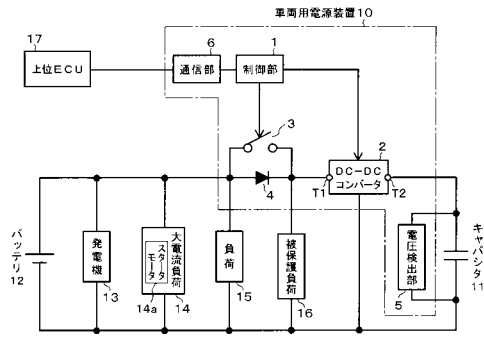 車両用電源装置10
17
6
1
上位ECU
通信部
制御部
3
2
DC-DC
コンバータ
T1
T2
4
バッテリ
12
発電機
13
大電流負荷
スタータ
モータ
14a
14
負荷
15
被保護負荷
16
電圧検出部
5
キャパシタ
11